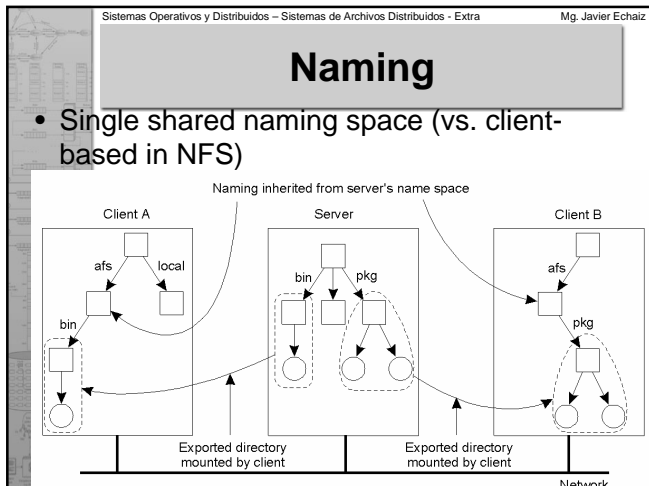 Sistemas Operativos y Distribuidos – Sistemas de Archivos Distribuidos - Extra
Mg. Javier Echaiz
Naming
• Single shared naming space (vs. client-
based in NFS)
Naming inherited from server's name space
Client A
Server
Client B
afs
local
bin
pkg
afs
bin
pkg
Exported directory
mounted by client
Exported directory
mounted by client
Network